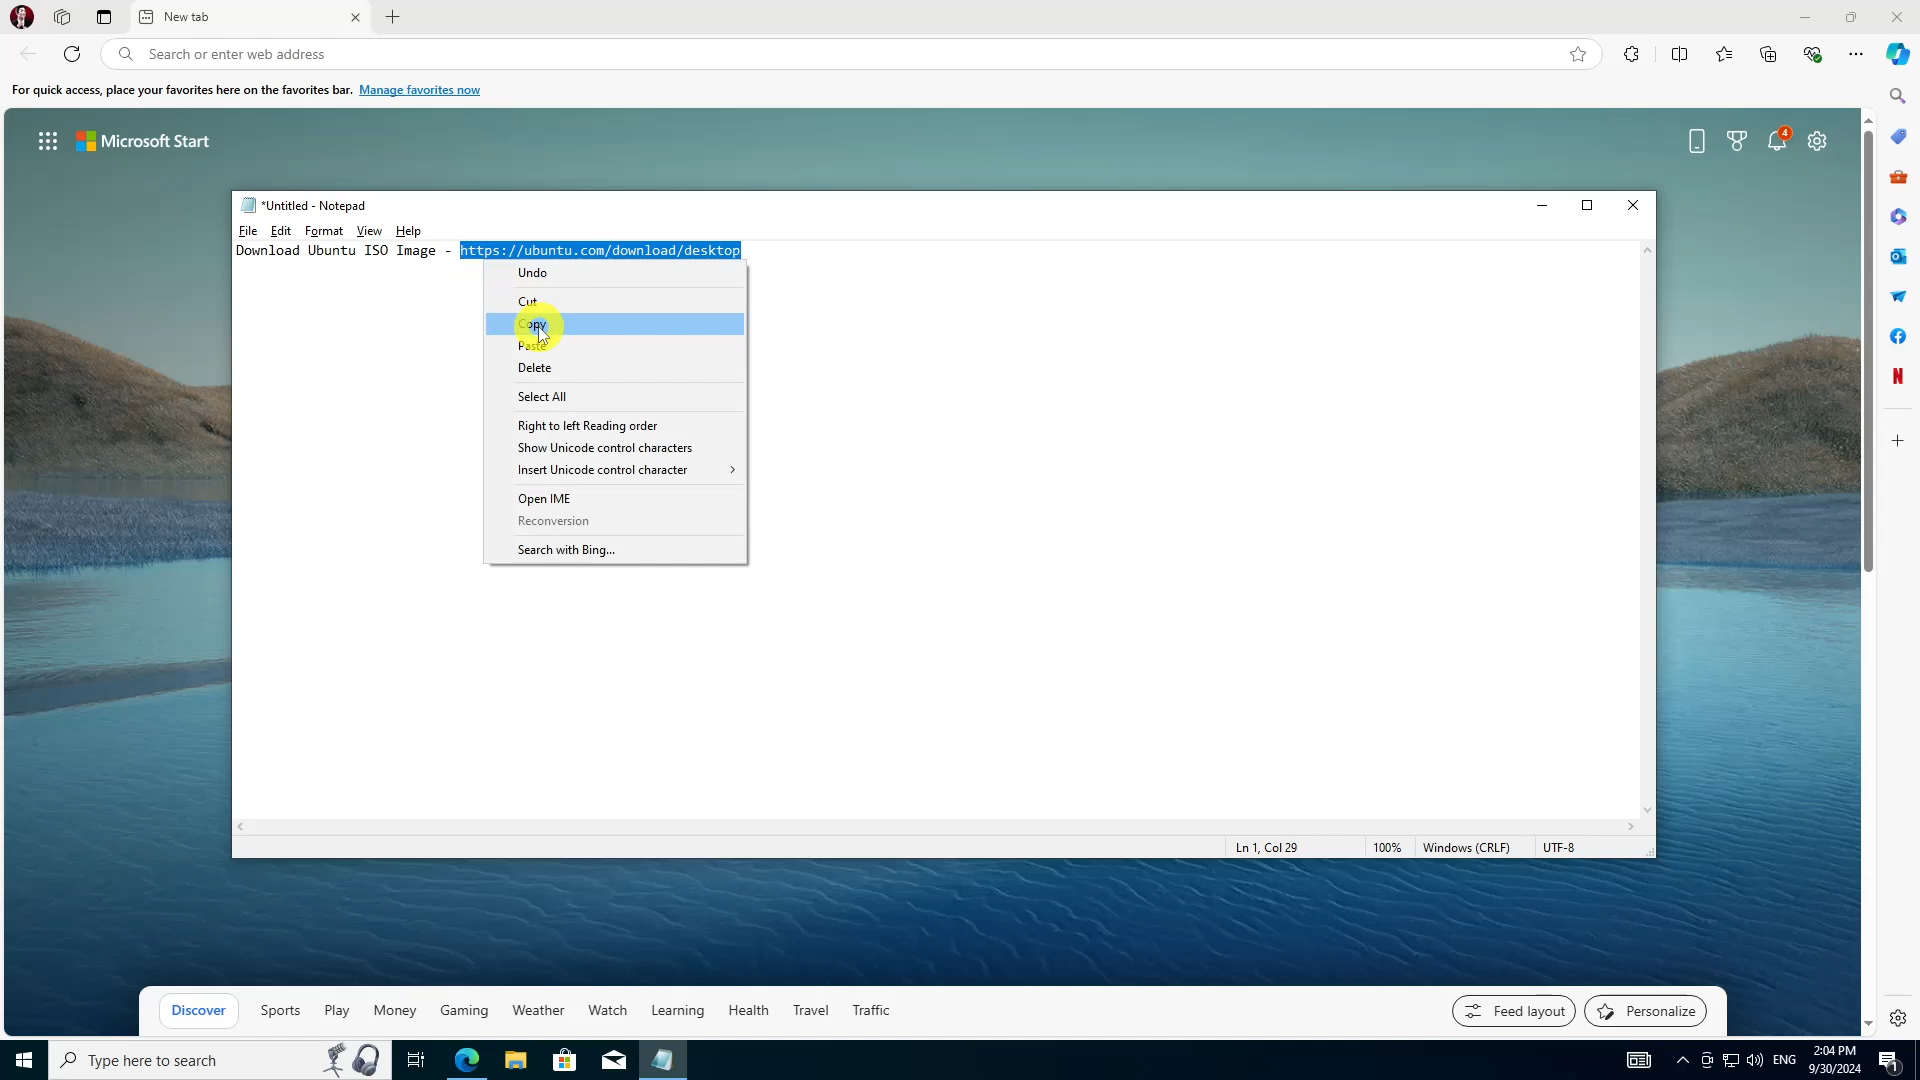 New tab
Search or enter web address
For quick access, place your favorites here on the favorites bar. Manage favorites now
Microsoft Start
4
*Untitled - Notepad
File Edit Format View Help
Download Ubuntu ISO Image - https://ubuntu.com/download/desktop
Undo
Cut
Copy
Paste
Delete
Select All
Right to left Reading order
Show Unicode control characters
Insert Unicode control character
Open IME
Reconversion
Search with Bing...
N
Ln 1, Col 29 100% Windows (CRLF) UTF-8
Discover Sports Play Money Gaming Weather Watch Learning Health Travel Traffic Feed layout Personalize
Type here to search
ENG
2:04 PM
9/30/2024
1